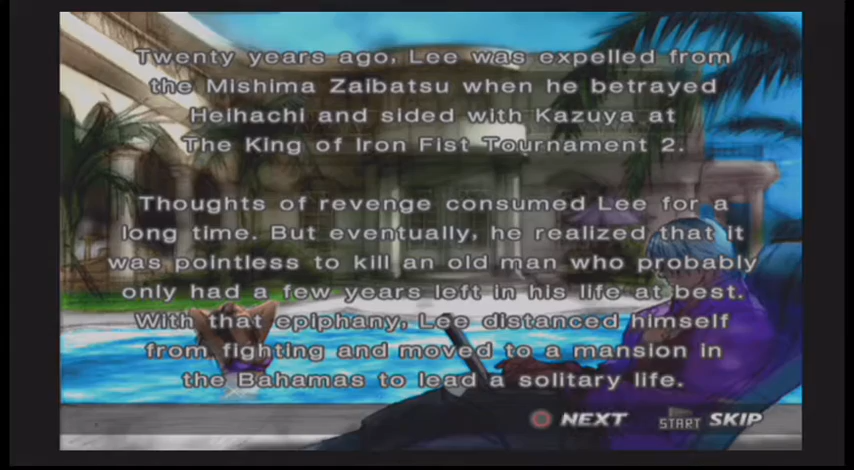 Twenty years ago, Lee was expelled from
the Mishima Zaibatsu when he betrayed
Heihachi and sided with Kazuya at
The King of Iron Fist Tournament 2.
Thoughts of revenge consumed Lee for a
long time. But eventually, he realized that it
was pointless to kill an old man who probably
only had a few years left in his life at best.
With that epiphany, Lee distanced himself
from fighting and moved to a mansion in
the Bahamas to lead a solitary life.
NEXT START SKIP